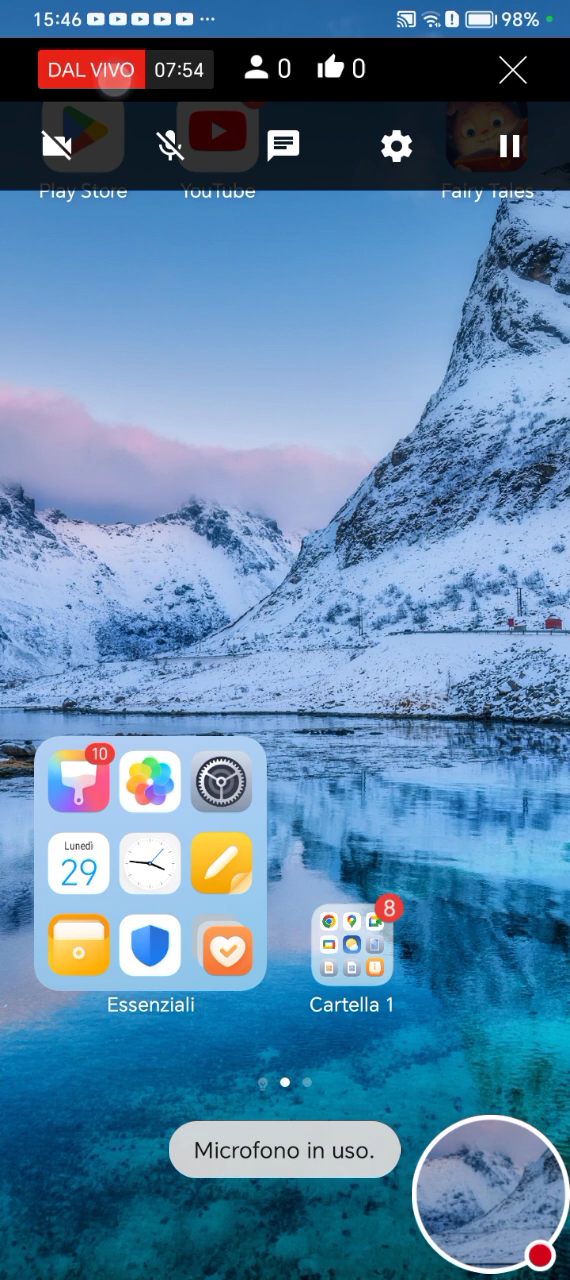 15:46 98%
DAL VIVO 07:54 0 0
Play Store YouTube Fairy Tales
10
Lunedì
29
8
Essenziali Cartella 1
Microfono in uso.